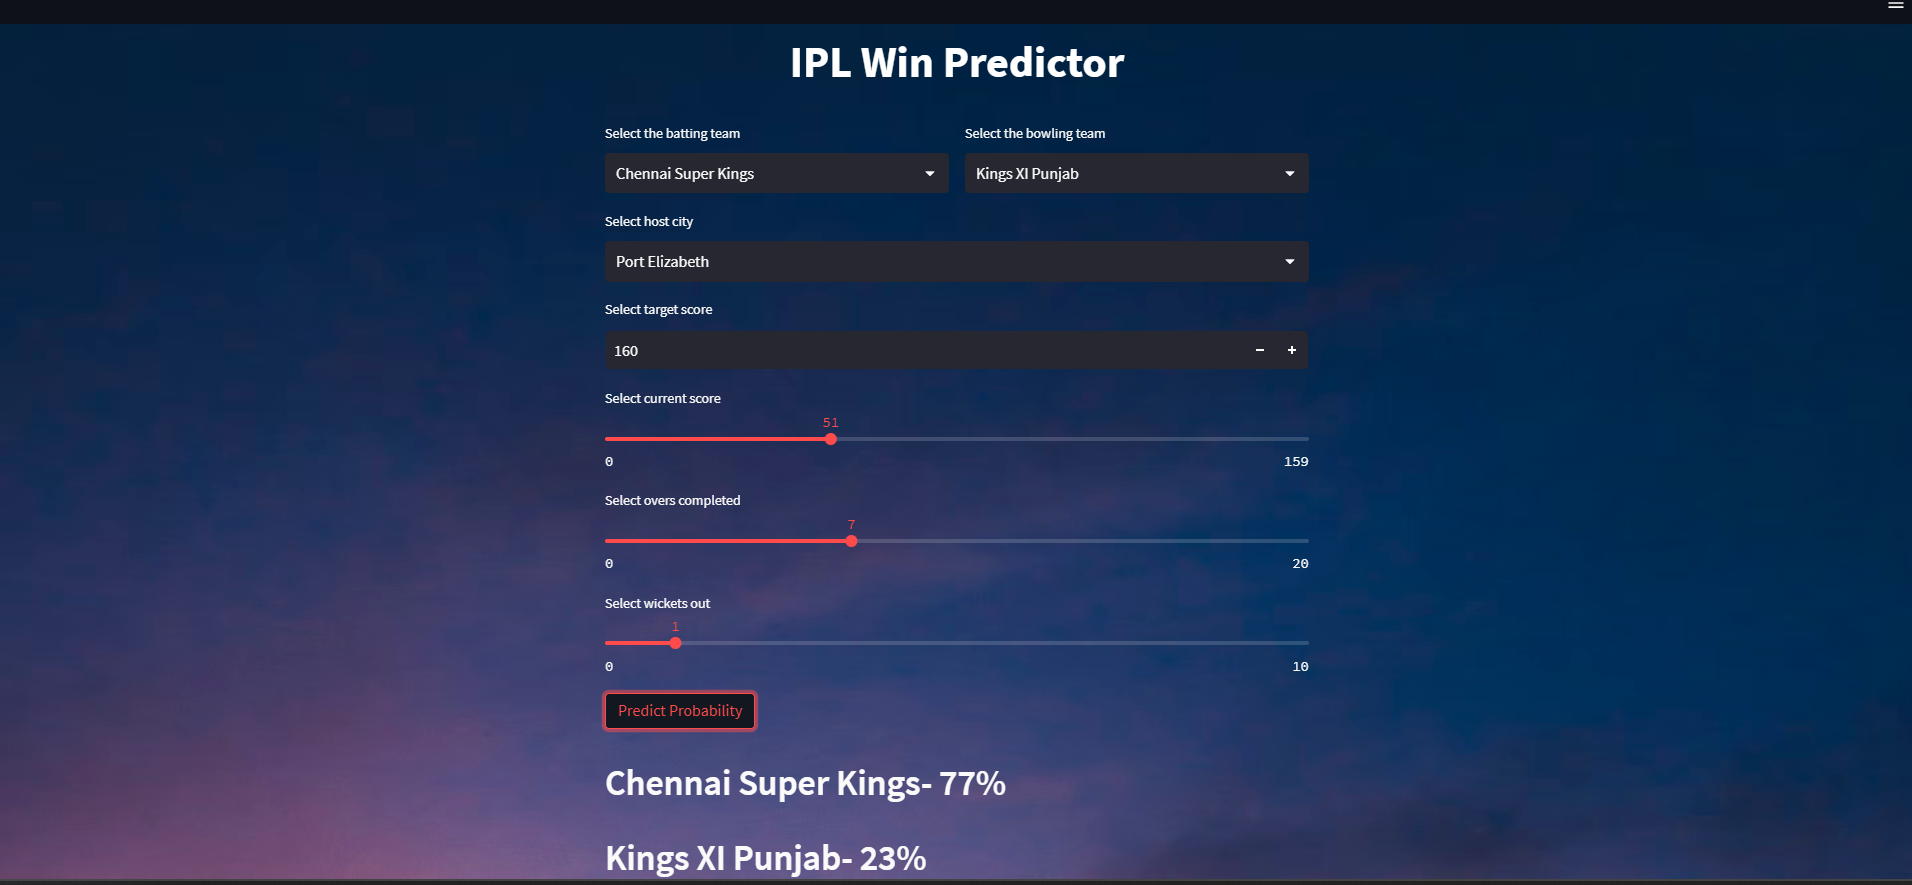 IPL Win Predictor
Select the batting team
Select the bowling team
Chennai Super Kings
Kings XI Punjab
Select host city
Port Elizabeth
Select target score
160
− +
Select current score
51
0 159
Select overs completed
7
0 20
Select wickets out
1
0 10
Predict Probability
Chennai Super Kings- 77%
Kings XI Punjab- 23%